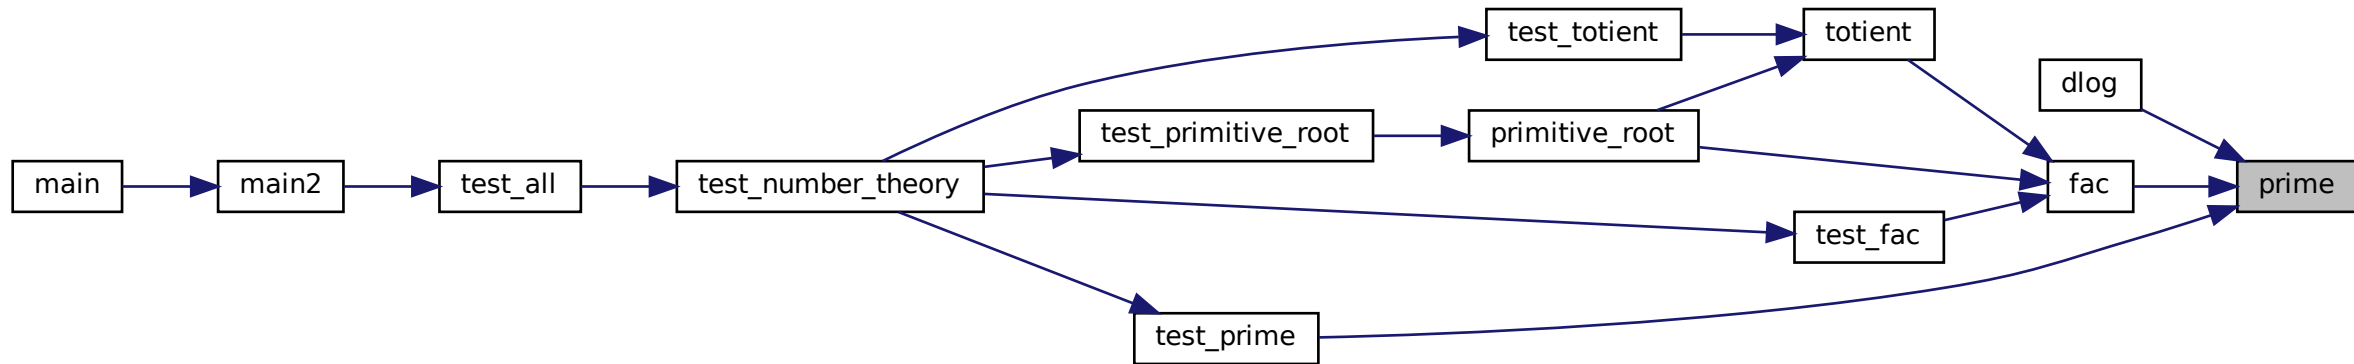 test_totient
totient
dlog
test_primitive_root
primitive_root
main
main2
test_all
test_number_theory
fac
prime
test_fac
test_prime